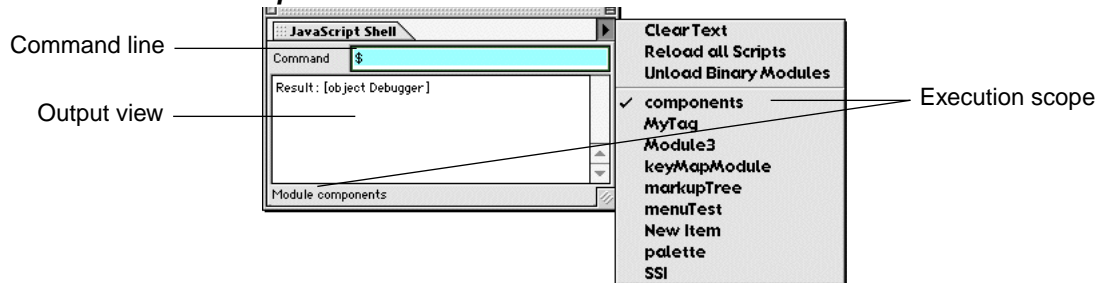 JavaScript Shell
Command line
Command
$
Result: [object Debugger]
Output view
Module components
Clear Text
Reload all Scripts
Unload Binary Modules
✓ components
Execution scope
MyTag
Module3
keyMapModule
markupTree
menuTest
New Item
palette
SSI